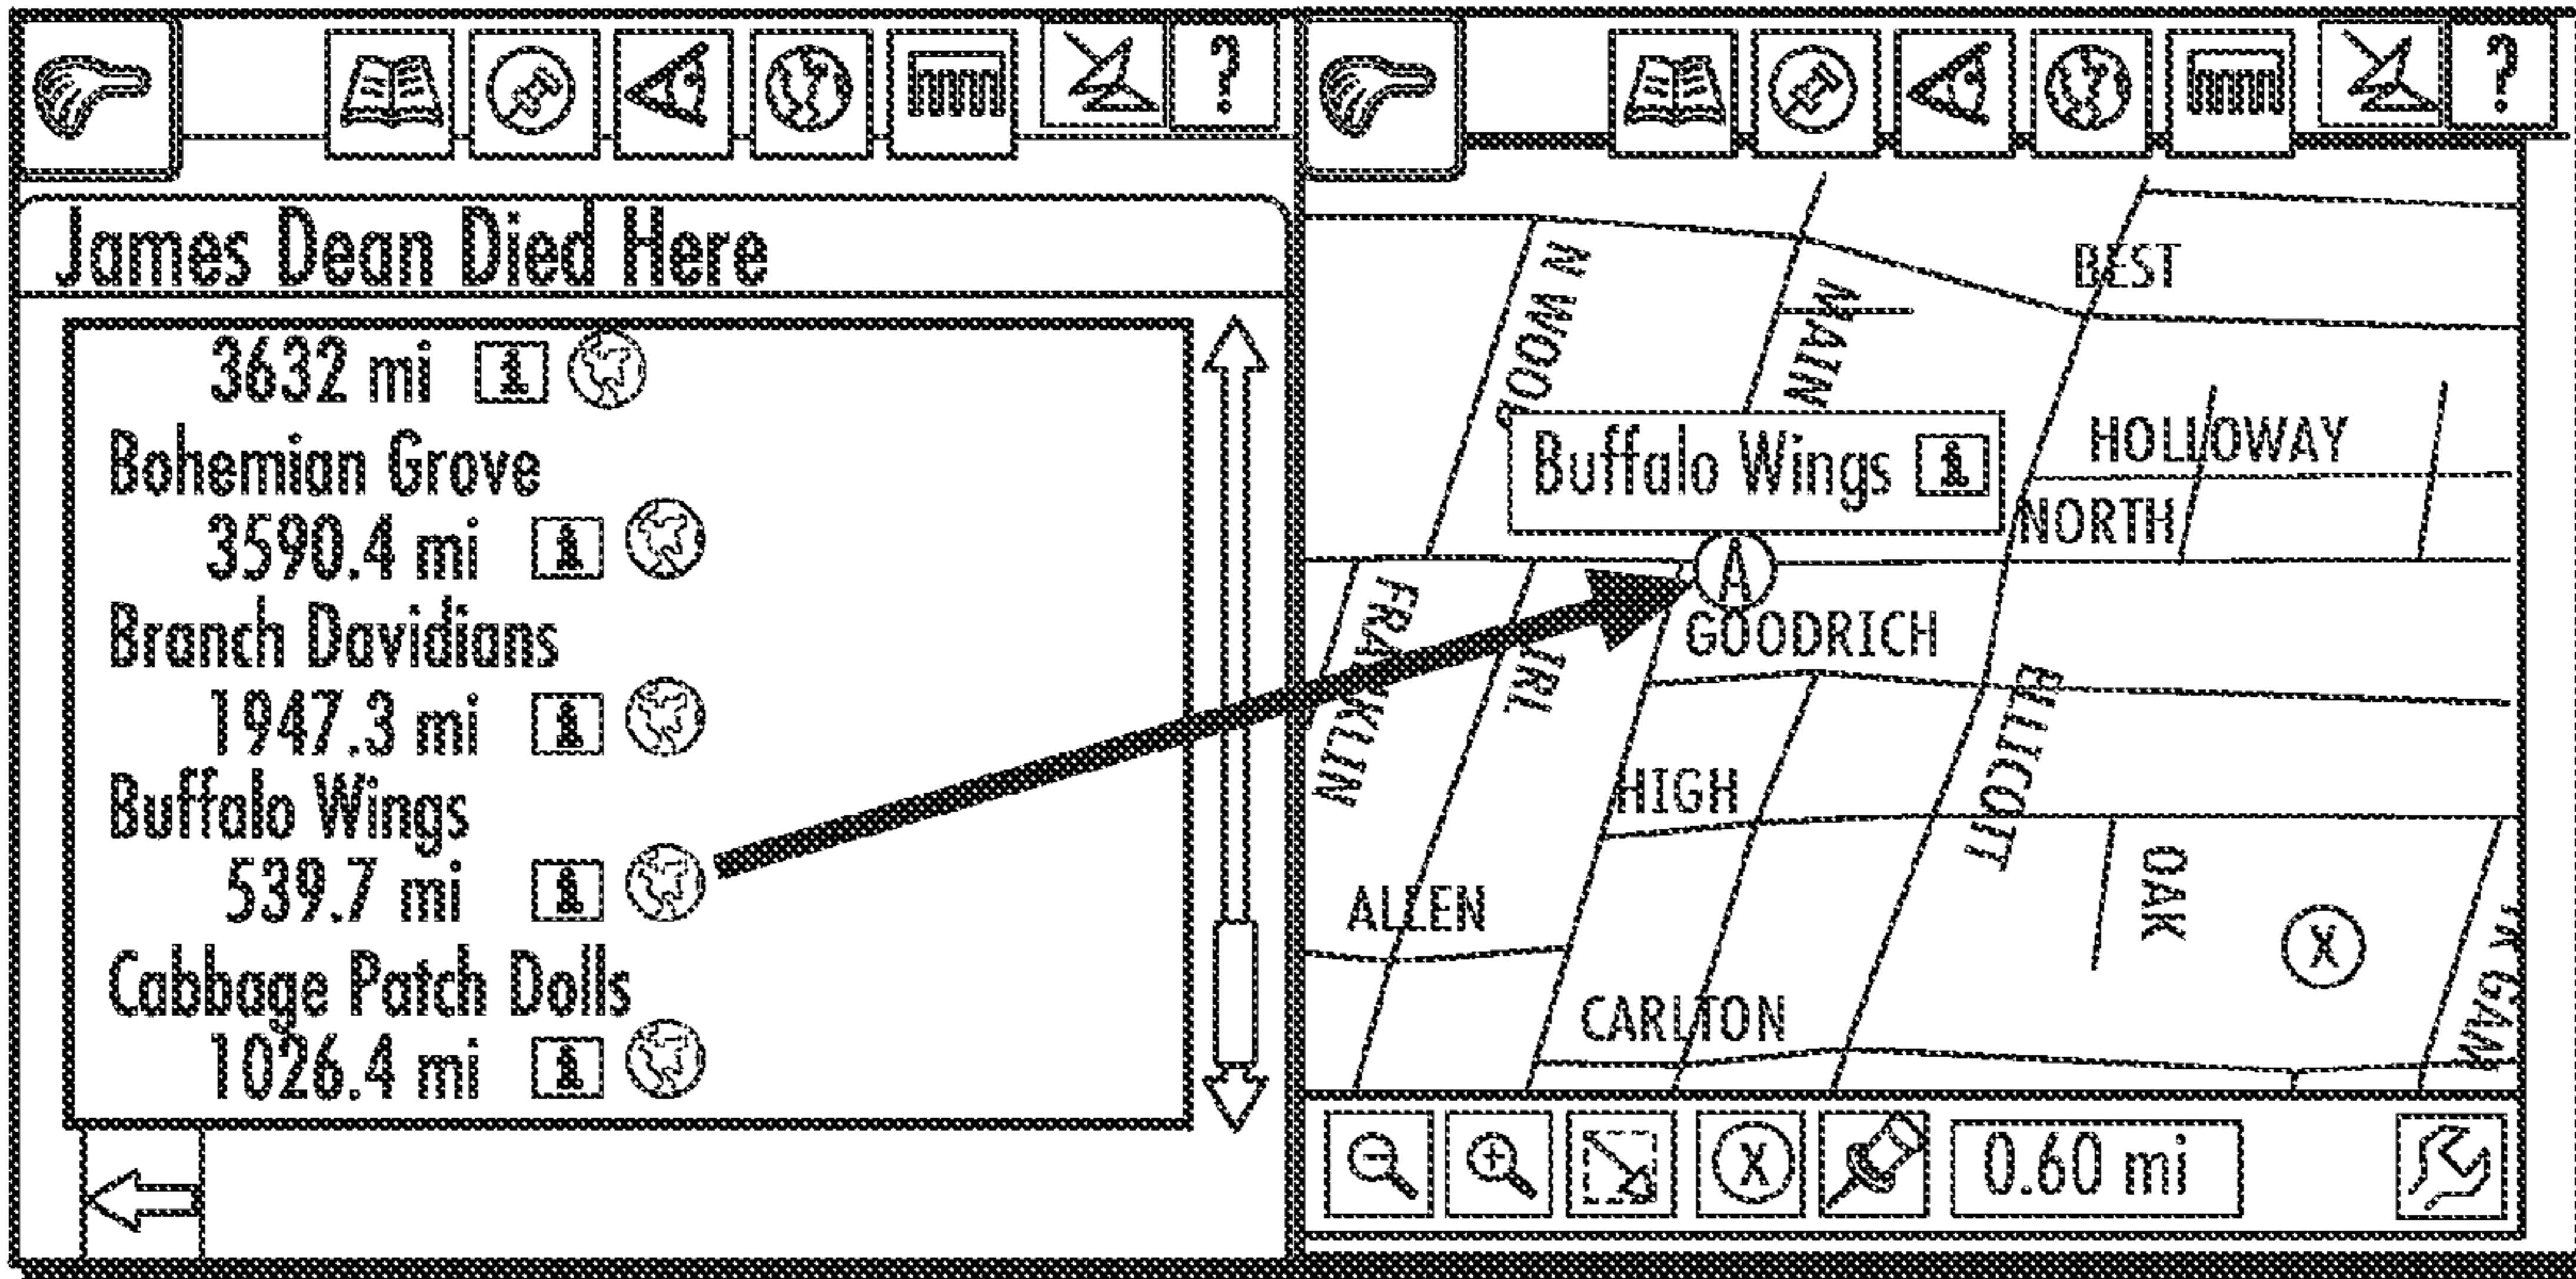 ?
?
James Dean Died Here
3632 mi i
Bohemian Grove
3590.4 mi i
Branch Davidians
1947.3 mi i
Buffalo Wings
539.7 mi i
Cabbage Patch Dolls
1026.4 mi i
BEST
MAIN
HOLLOWAY
Buffalo Wings i
NORTH
A
GOODRICH
FRANKLIN
ELLICOTT
HIGH
OAK
ALLEN
X
CARLTON
X
0.60 mi